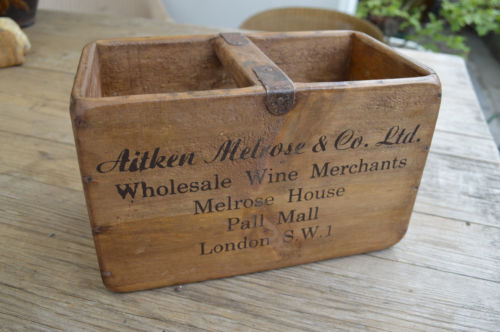 Aitken Melrose & Co. Ltd.
Wholesale Wine Merchants
Melrose House
Pall Mall
London S.W.1